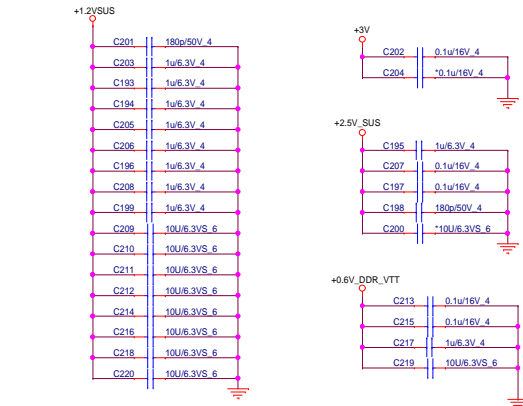 +1.2VSUS
C201 180p/50V_4
C203 1u/6.3V_4
C193 1u/6.3V_4
C194 1u/6.3V_4
C205 1u/6.3V_4
C206 1u/6.3V_4
C196 1u/6.3V_4
C208 1u/6.3V_4
C199 1u/6.3V_4
C209 10U/6.3VS_6
C210 10U/6.3VS_6
C211 10U/6.3VS_6
C212 10U/6.3VS_6
C214 10U/6.3VS_6
C216 10U/6.3VS_6
C218 10U/6.3VS_6
C220 10U/6.3VS_6
+3V
C202 0.1u/16V_4
C204 *0.1u/16V_4
+2.5V_SUS
C195 1u/6.3V_4
C207 0.1u/16V_4
C197 0.1u/16V_4
C198 180p/50V_4
C200 *10U/6.3VS_6
+0.6V_DDR_VTT
C213 0.1u/16V_4
C215 0.1u/16V_4
C217 1u/6.3V_4
C219 10U/6.3VS_6